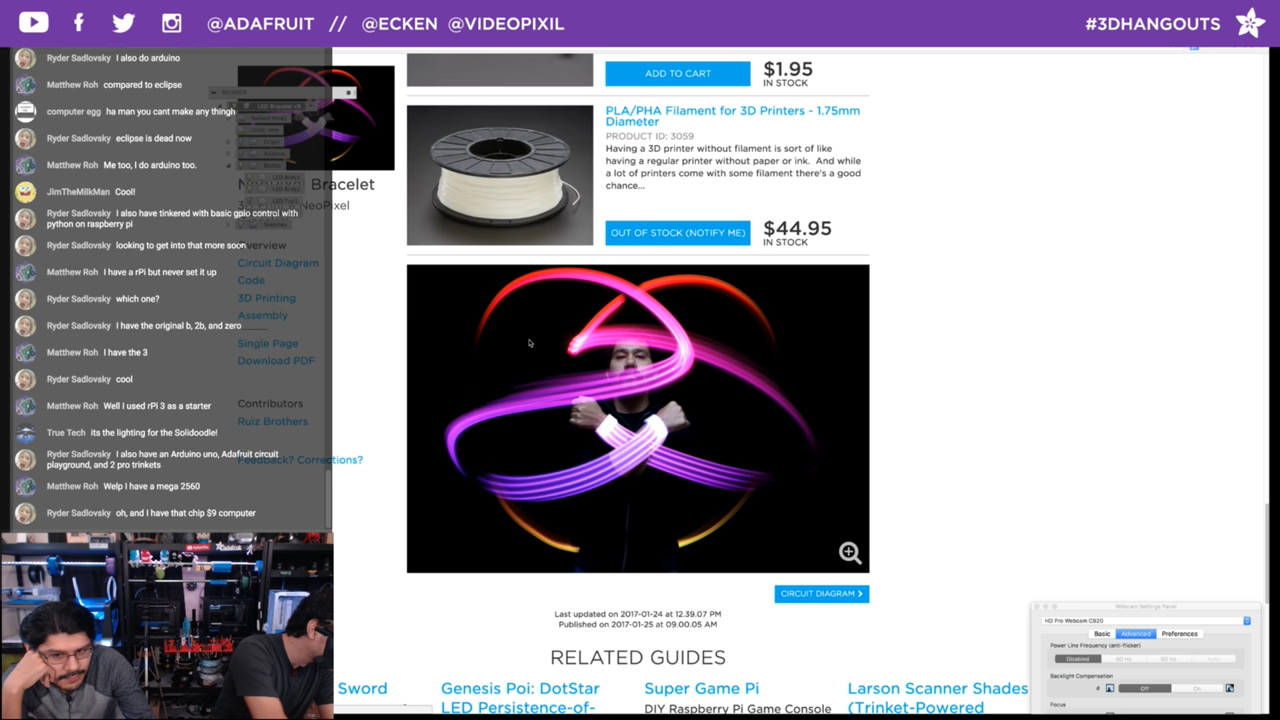 @ADAFRUIT // @ECKEN @VIDEOPIXIL
#3DHANGOUTS
Ryder Sadlovsky I also do arduino
Matthew Roh compared to eclipse
computer egg ha man you cant make any thingh
Ryder Sadlovsky eclipse is dead now
Matthew Roh Me too, I do arduino too.
JimTheMilkMan Cool!
Ryder Sadlovsky I also have tinkered with basic gpio control with
python on raspberry pi
Ryder Sadlovsky looking to get into that more soon
Matthew Roh I have a rPi but never set it up
Ryder Sadlovsky which one?
Ryder Sadlovsky I have the original b, 2b, and zero
Matthew Roh I have the 3
Ryder Sadlovsky cool
Matthew Roh Well I used rPi 3 as a starter
True Tech its the lighting for the Solidoodle!
Ryder Sadlovsky I also have an Arduino uno, Adafruit circuit
playground, and 2 pro trinkets
Matthew Roh Welp I have a mega 2560
Ryder Sadlovsky oh, and I have that chip $9 computer
LED Bracelet v8
NeoPixel Bracelet
NeoPixel
Overview
Circuit Diagram
Code
3D Printing
Assembly
Single Page
Download PDF
Contributors
Ruiz Brothers
Feedback? Corrections?
ADD TO CART
$1.95
IN STOCK
PLA/PHA Filament for 3D Printers - 1.75mm
Diameter
PRODUCT ID: 3059
Having a 3D printer without filament is sort of like
having a regular printer without paper or ink. And while
a lot of printers come with some filament there's a good
chance...
OUT OF STOCK (NOTIFY ME)
$44.95
IN STOCK
CIRCUIT DIAGRAM
Last updated on 2017-01-24 at 12.39.07 PM
Published on 2017-01-25 at 09.00.05 AM
RELATED GUIDES
Sword
Genesis Poi: DotStar
LED Persistence-of-
Super Game Pi
DIY Raspberry Pi Game Console
Larson Scanner Shades
(Trinket-Powered
Webcam Settings Panel
HD Pro Webcam C920
Basic
Advanced
Preferences
Power Line Frequency (anti-flicker)
Disabled
50 Hz
60 Hz
Auto
Backlight Compensation
Off
On
Focus